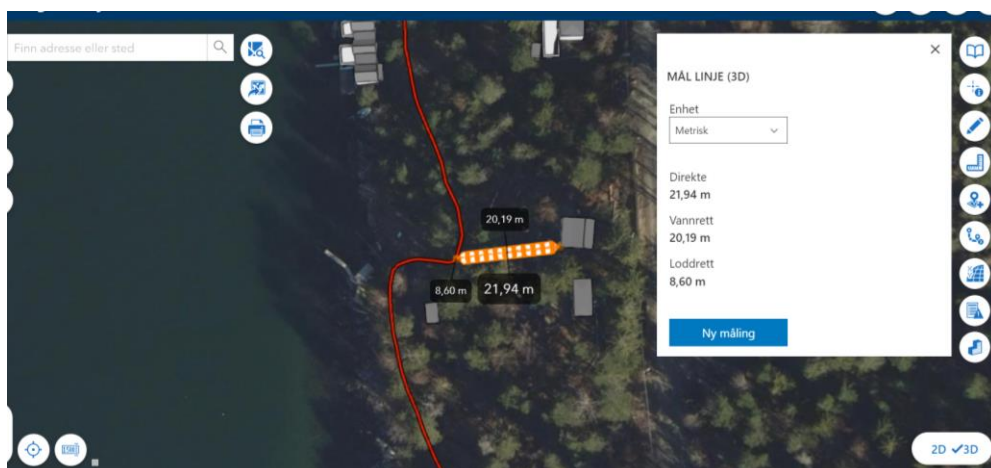 Finn adresse eller sted
MÅL LINJE (3D)
Enhet
Metrisk
Direkte
21,94 m
Vannrett
20,19 m
Loddrett
8,60 m
Ny måling
20,19 m
8,60 m
21,94 m
2D
3D